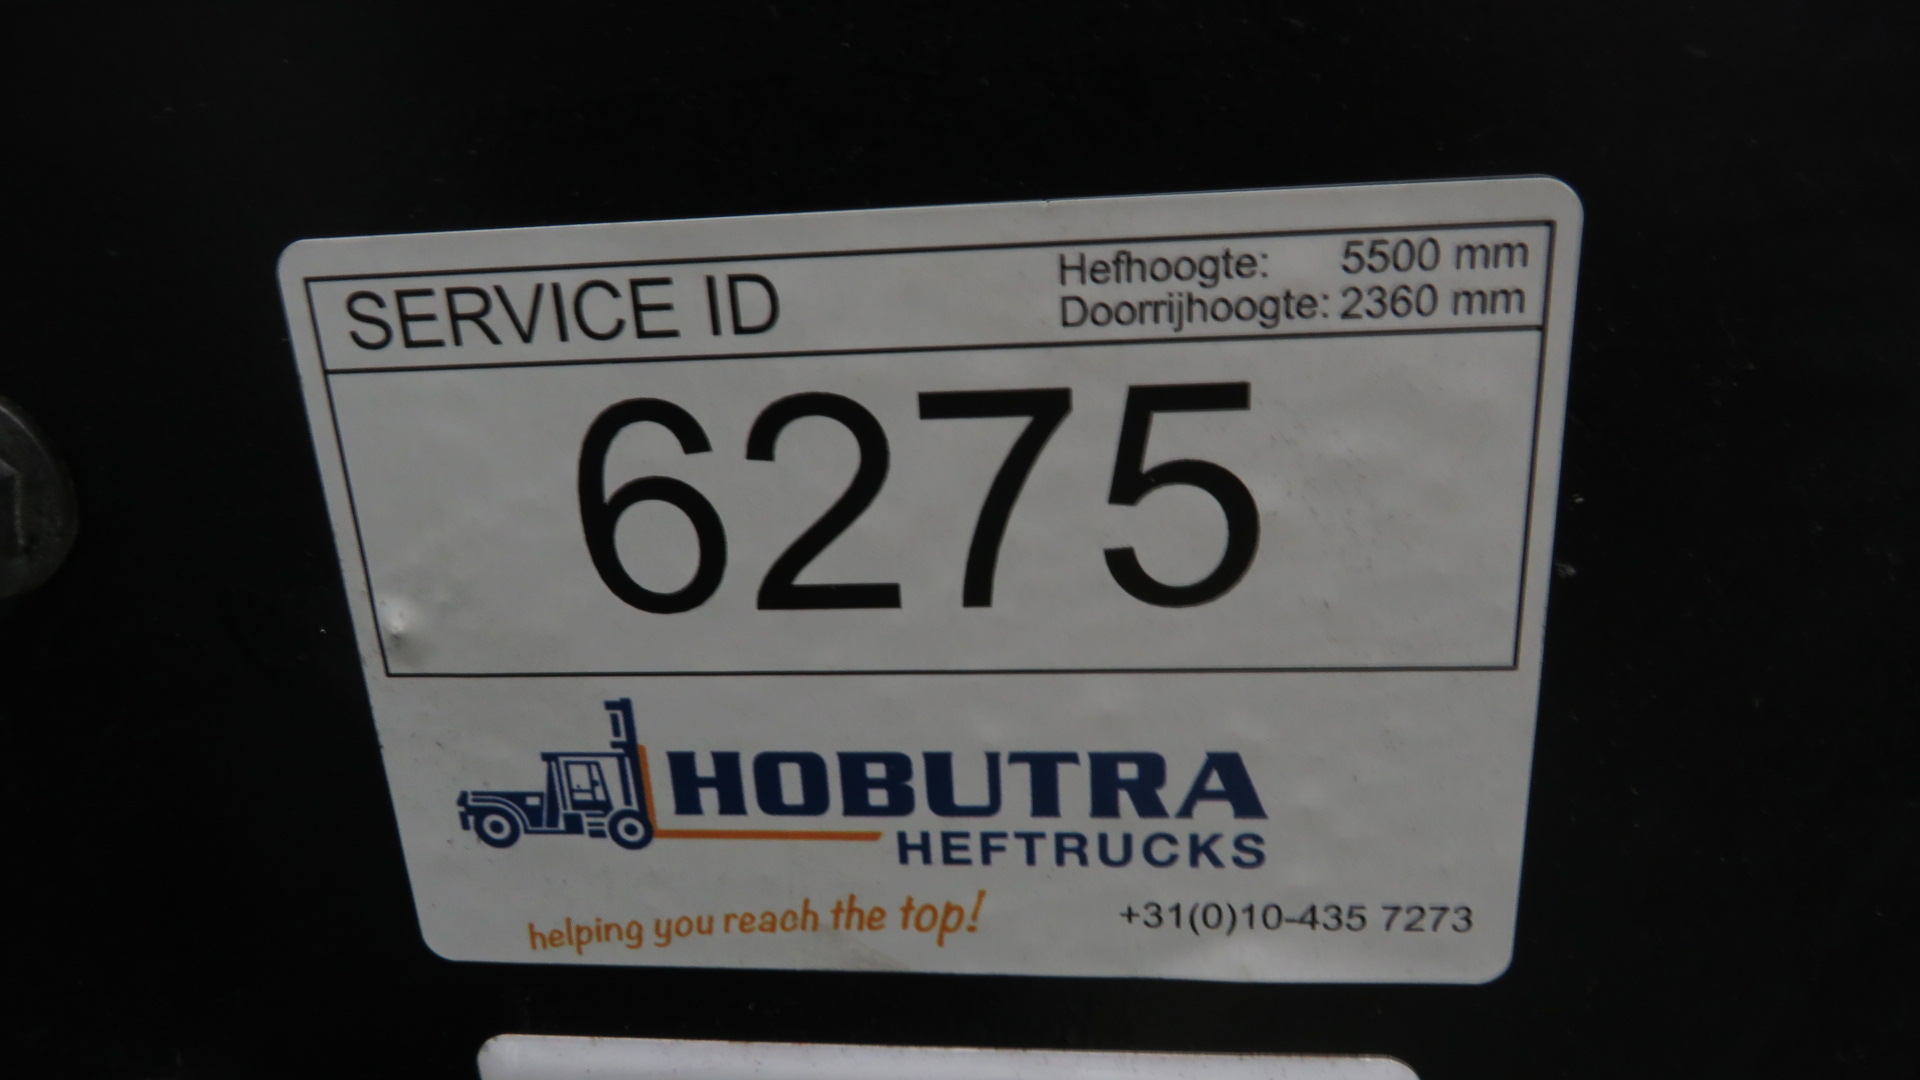 SERVICE ID
Hefhoogte: 5500 mm
Doorrijhoogte: 2360 mm
6275
HOBUTRA
HEFTRUCKS
helping you reach the top!
+31(0)10-435 7273